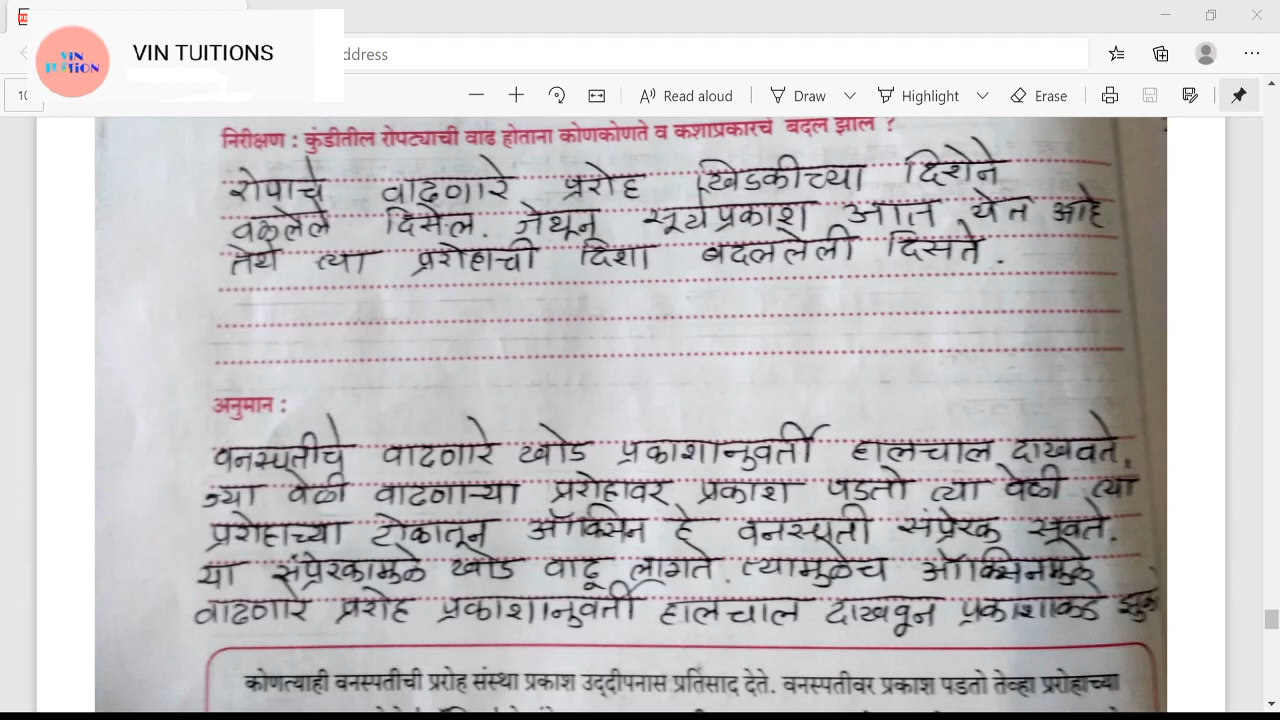 VIN TUITIONS
VIN
TUITION
ddress
10
Read aloud
Draw
Highlight
Erase
निरीक्षण : कुंडीतील रोपट्याची वाढ होताना कोणकोणते व कशाप्रकारचे बदल झाले ?
रोपाचे वाढणारे प्ररोह खिडकीच्या दिशेने
वळलेले दिसेल. जेथून सूर्यप्रकाश आत येत आहे
तेथे त्या प्ररोहाची दिशा बदललेली दिसते.
अनुमान :
वनस्पतीचे वाढणारे खोड प्रकाशानुवर्ती हालचाल दाखवते.
ज्या वेळी वाढणाऱ्या प्ररोहावर प्रकाश पडतो त्या वेळी त्या
प्ररोहाच्या टोकातून ऑक्सिन हे वनस्पती संप्रेरक स्रवते.
या संप्रेरकामुळे खोड वाढू लागते. त्यामुळेच ऑक्सिनमुळे
वाढणारे प्ररोह प्रकाशानुवर्ती हालचाल दाखवून प्रकाशाकडे झुक
कोणत्याही वनस्पतीची प्ररोह संस्था प्रकाश उद्दीपनास प्रतिसाद देते. वनस्पतीवर प्रकाश पडतो तेव्हा प्ररोहाच्या